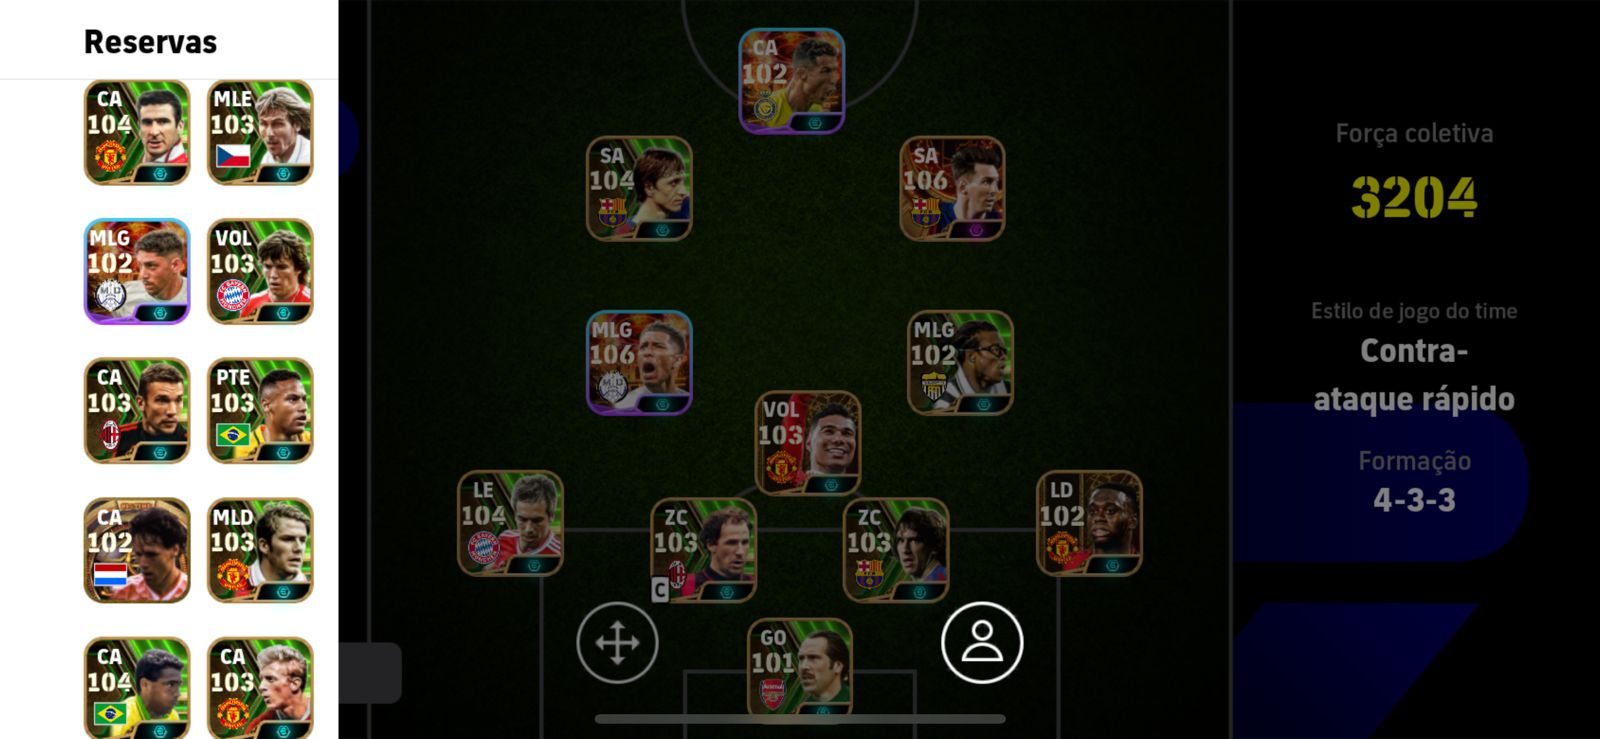 Reservas
CA
104
MLE
103
MLG
102
VOL
103
CA
103
PTE
103
CA
102
MLD
103
CA
104
CA
103
CA
102
SA
104
SA
106
MLG
106
MLG
102
VOL
103
LE
104
ZC
103
C
ZC
103
LD
102
GO
101
Arsenal
Força coletiva
3204
Estilo de jogo do time
Contra-
ataque rápido
Formação
4-3-3